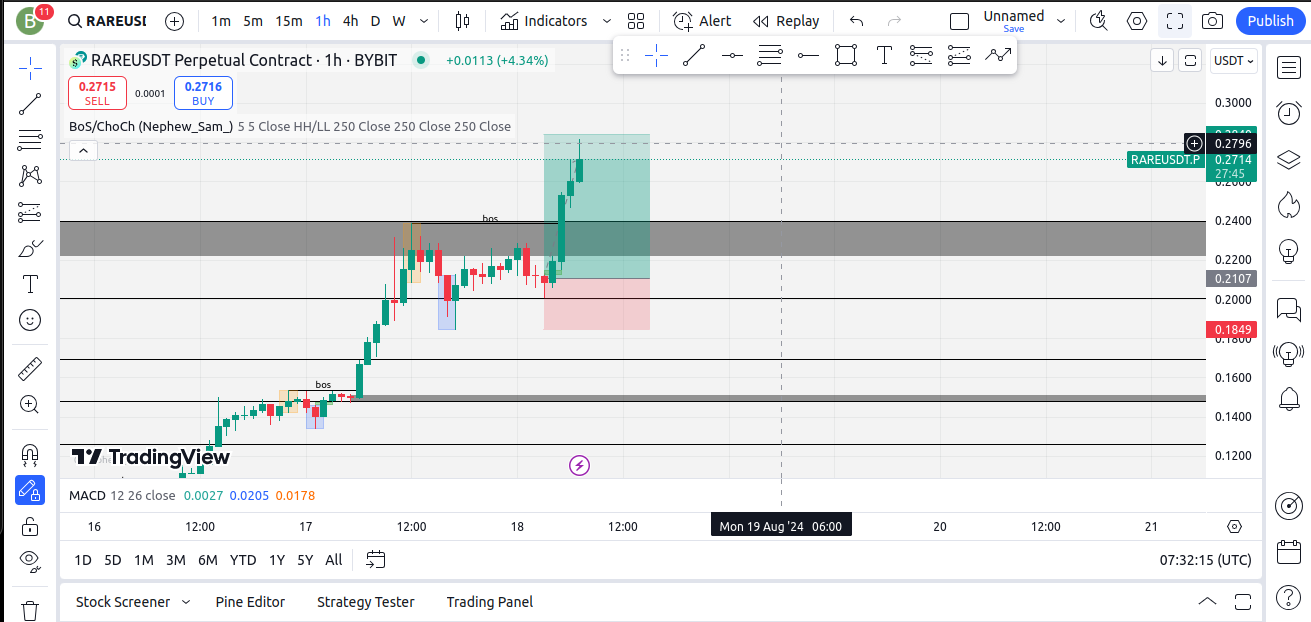 B
11
RAREUSI
1m 5m 15m 1h 4h D W
Indicators
Alert
Replay
Unnamed
Save
Publish
RAREUSDT Perpetual Contract · 1h · BYBIT
+0.0113 (+4.34%)
USDT
0.2715
SELL
0.0001
0.2716
BUY
BoS/ChoCh (Nephew_Sam_) 5 5 Close HH/LL 250 Close 250 Close 250 Close
0.3000
0.2796
RAREUSDT.P 0.2714
27:45
0.2600
bos
0.2400
0.2200
0.2107
0.2000
0.1849
0.1800
bos
0.1600
0.1400
0.1200
TradingView
MACD 12 26 close 0.0027 0.0205 0.0178
16 12:00 17 12:00 18 12:00 Mon 19 Aug '24 06:00 20 12:00 21
1D 5D 1M 3M 6M YTD 1Y 5Y All
07:32:15 (UTC)
Stock Screener Pine Editor Strategy Tester Trading Panel